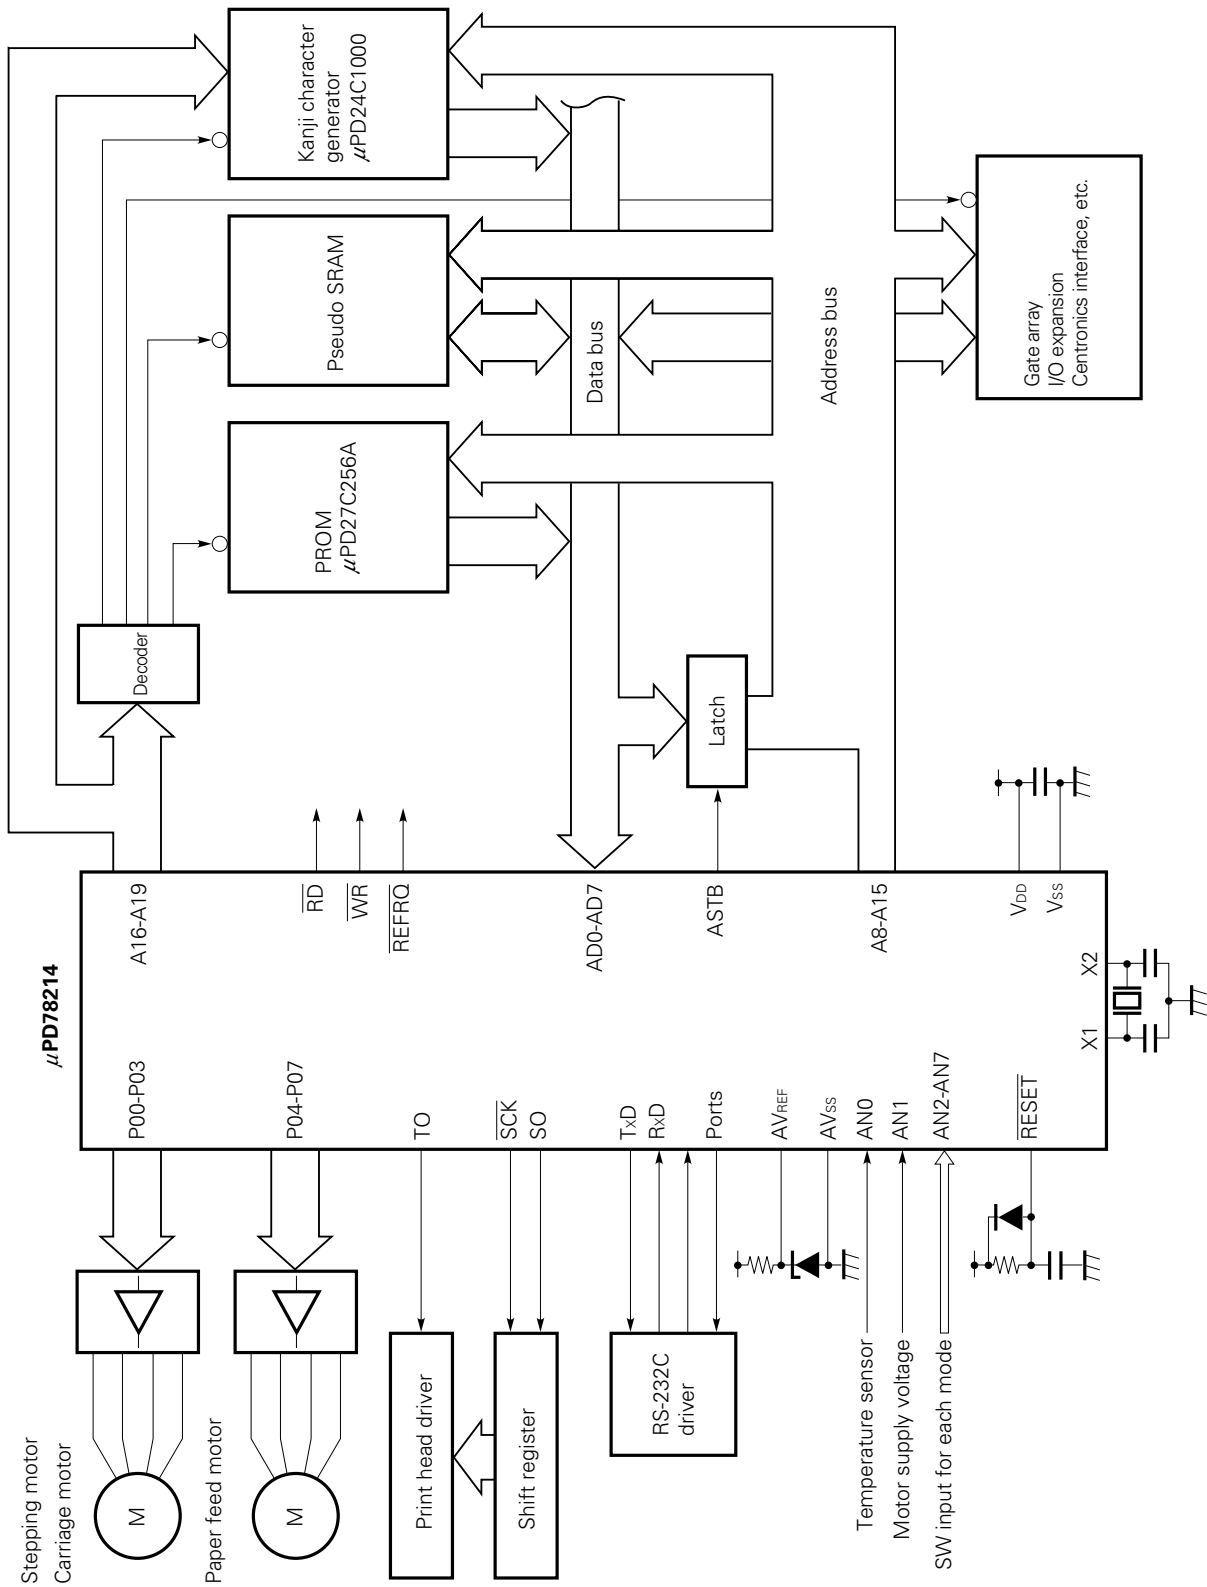 Stepping motor
Carriage motor
M
Paper feed motor
M
Print head driver
Shift register
RS-232C
driver
Temperature sensor
Motor supply voltage
SW input for each mode
μPD78214
P00-P03
P04-P07
TO
SCK
SO
TxD
RxD
Ports
AVREF
AVSS
AN0
AN1
AN2-AN7
RESET
X1
X2
A16-A19
RD
WR
REFRQ
AD0-AD7
ASTB
A8-A15
VDD
VSS
Decoder
Latch
PROM
μPD27C256A
Pseudo SRAM
Kanji character
generator
μPD24C1000
Data bus
Address bus
Gate array
I/O expansion
Centronics interface, etc.